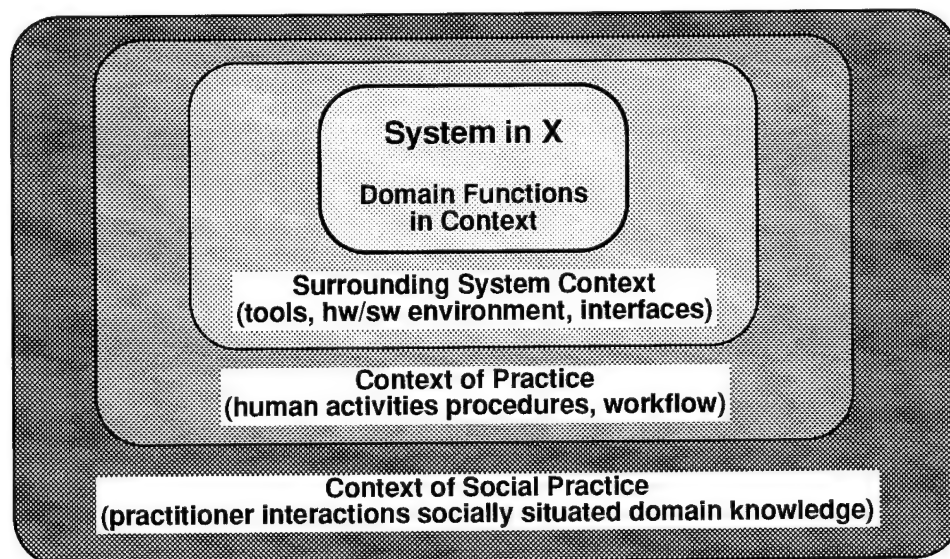 System in X
Domain Functions
in Context
Surrounding System Context
(tools, hw/sw environment, interfaces)
Context of Practice
(human activities procedures, workflow)
Context of Social Practice
(practitioner interactions socially situated domain knowledge)